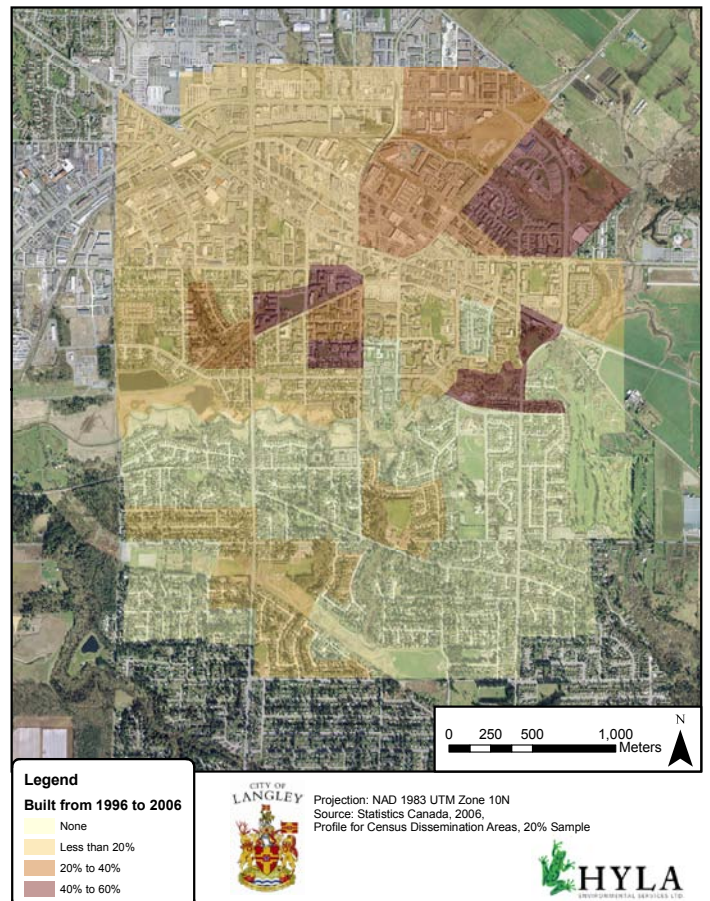 N
0 250 500 1,000
Meters
Legend
Built from 1996 to 2006
None
Less than 20%
20% to 40%
40% to 60%
CITY OF
LANGLEY
Projection: NAD 1983 UTM Zone 10N
Source: Statistics Canada, 2006,
Profile for Census Dissemination Areas, 20% Sample
HYLA
ENVIRONMENTAL SERVICES LTD.